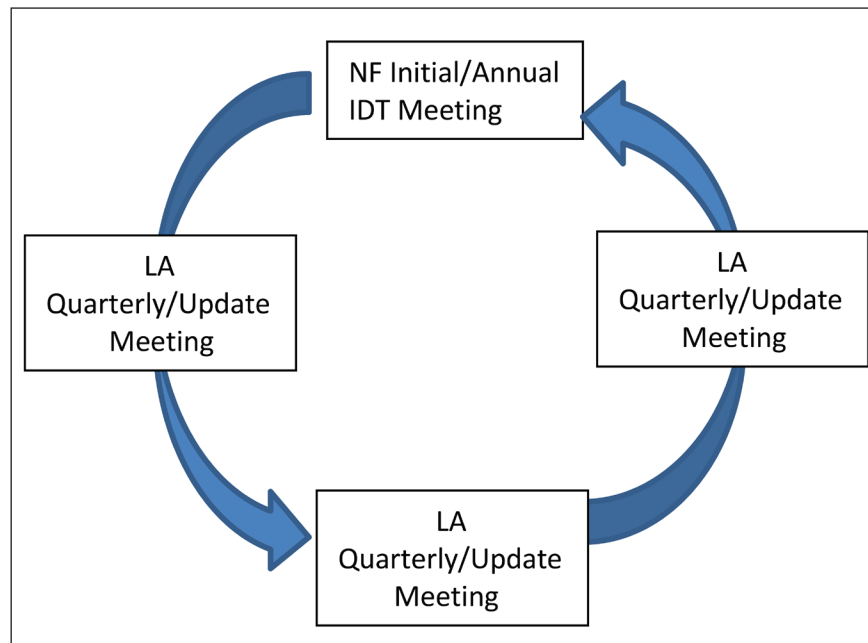 NF Initial/Annual
IDT Meeting
LA
Quarterly/Update
Meeting
LA
Quarterly/Update
Meeting
LA
Quarterly/Update
Meeting